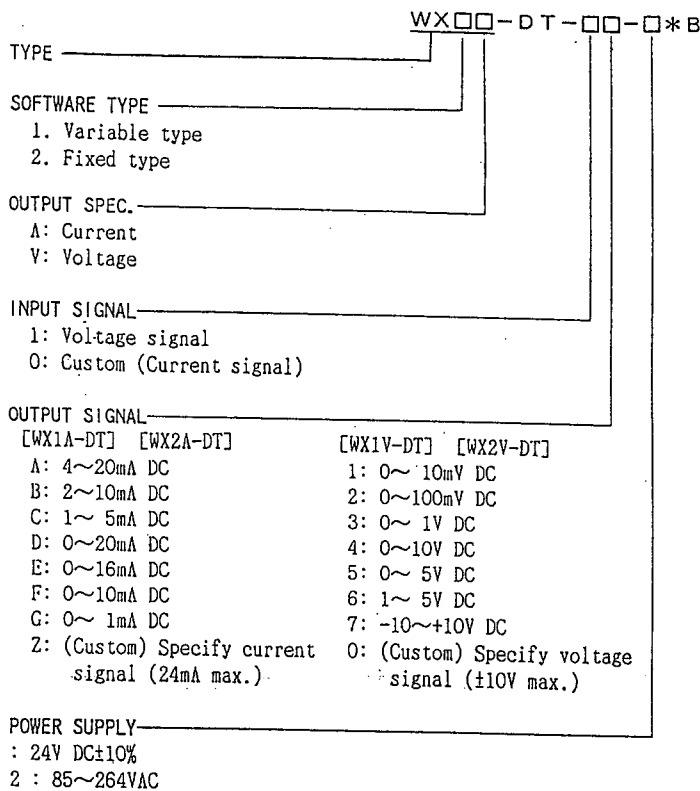 WX□□-DT-□□-□*B
TYPE
SOFTWARE TYPE
1. Variable type
2. Fixed type
OUTPUT SPEC.
A: Current
V: Voltage
INPUT SIGNAL
1: Voltage signal
0: Custom (Current signal)
OUTPUT SIGNAL
[WX1A-DT] [WX2A-DT]
A: 4~20mA DC
B: 2~10mA DC
C: 1~ 5mA DC
D: 0~20mA DC
E: 0~16mA DC
F: 0~10mA DC
G: 0~ 1mA DC
Z: (Custom) Specify current
signal (24mA max.)
[WX1V-DT] [WX2V-DT]
1: 0~ 10mV DC
2: 0~100mV DC
3: 0~ 1V DC
4: 0~10V DC
5: 0~ 5V DC
6: 1~ 5V DC
7: -10~+10V DC
0: (Custom) Specify voltage
signal (±10V max.)
POWER SUPPLY
: 24V DC±10%
2 : 85~264VAC